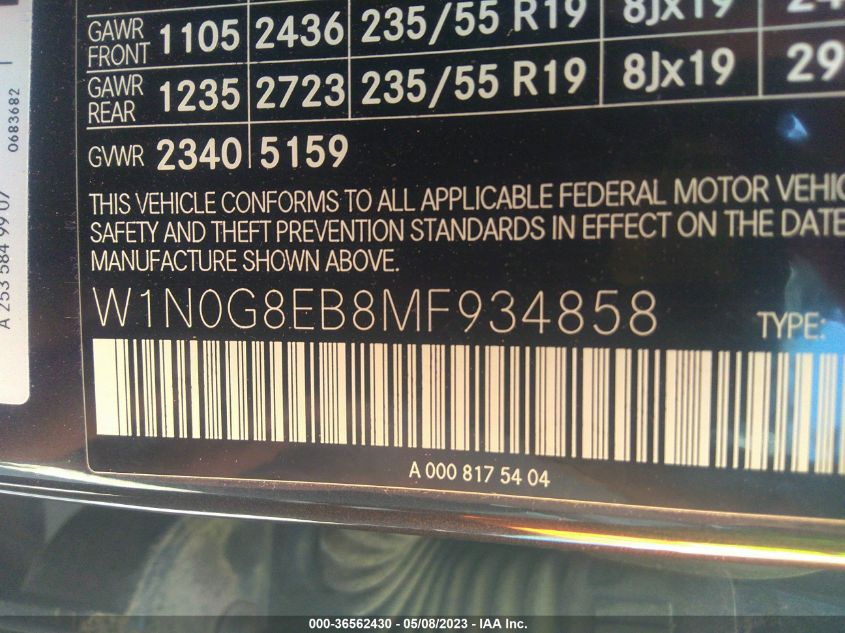 GAWR FRONT 1105 2436 235/55 R19 8Jx19 24
GAWR REAR 1235 2723 235/55 R19 8Jx19 29
GVWR 2340 5159
THIS VEHICLE CONFORMS TO ALL APPLICABLE FEDERAL MOTOR VEHIC
SAFETY AND THEFT PREVENTION STANDARDS IN EFFECT ON THE DATE
MANUFACTURE SHOWN ABOVE.
W1N0G8EB8MF934858 TYPE:
A 000 817 54 04
A 253 584 99 07
0683682
000-36562430 - 05/08/2023 - IAA Inc.